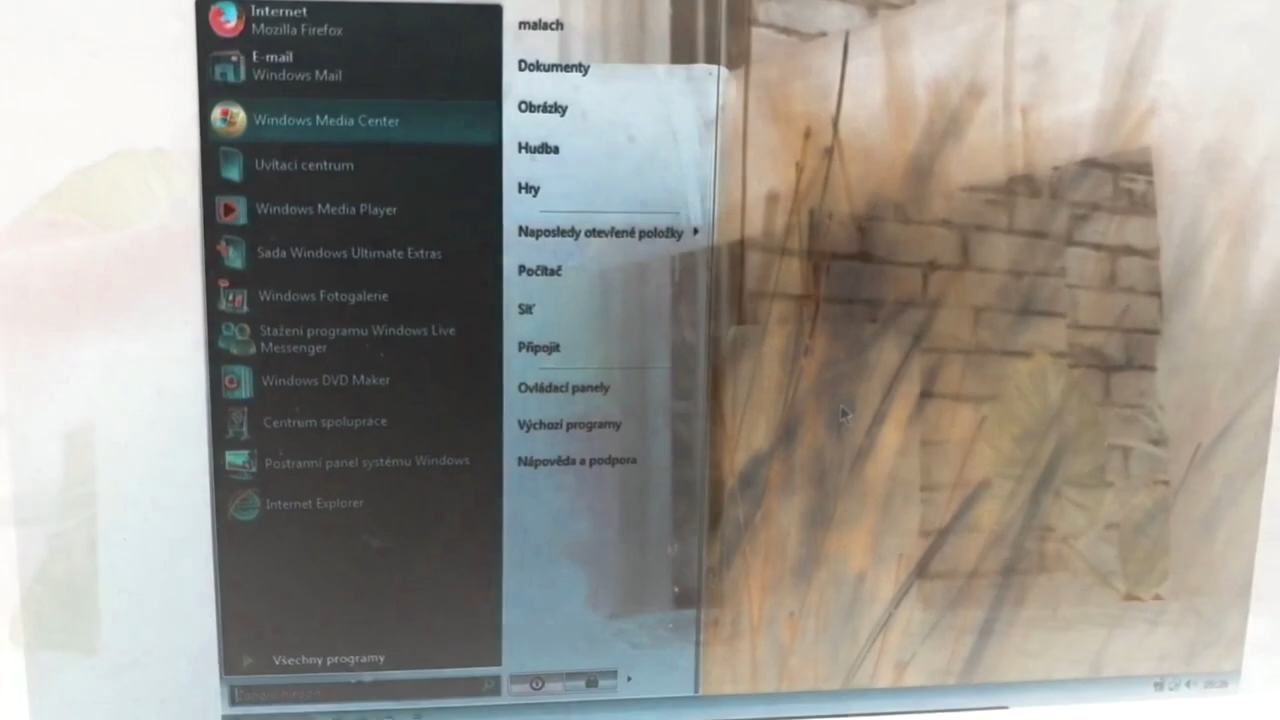 Internet
Mozilla Firefox
E-mail
Windows Mail
Windows Media Center
Uvítací centrum
Windows Media Player
Sada Windows Ultimate Extras
Windows Fotogalerie
Stažení programu Windows Live
Messenger
Windows DVD Maker
Centrum spolupráce
Postranní panel systému Windows
Internet Explorer
Všechny programy
malach
Dokumenty
Obrázky
Hudba
Hry
Naposledy otevřené položky
Počítač
Síť
Připojit
Ovládací panely
Výchozí programy
Nápověda a podpora